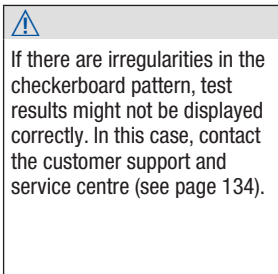 If there are irregularities in the
checkerboard pattern, test
results might not be displayed
correctly. In this case, contact
the customer support and
service centre (see page 134).